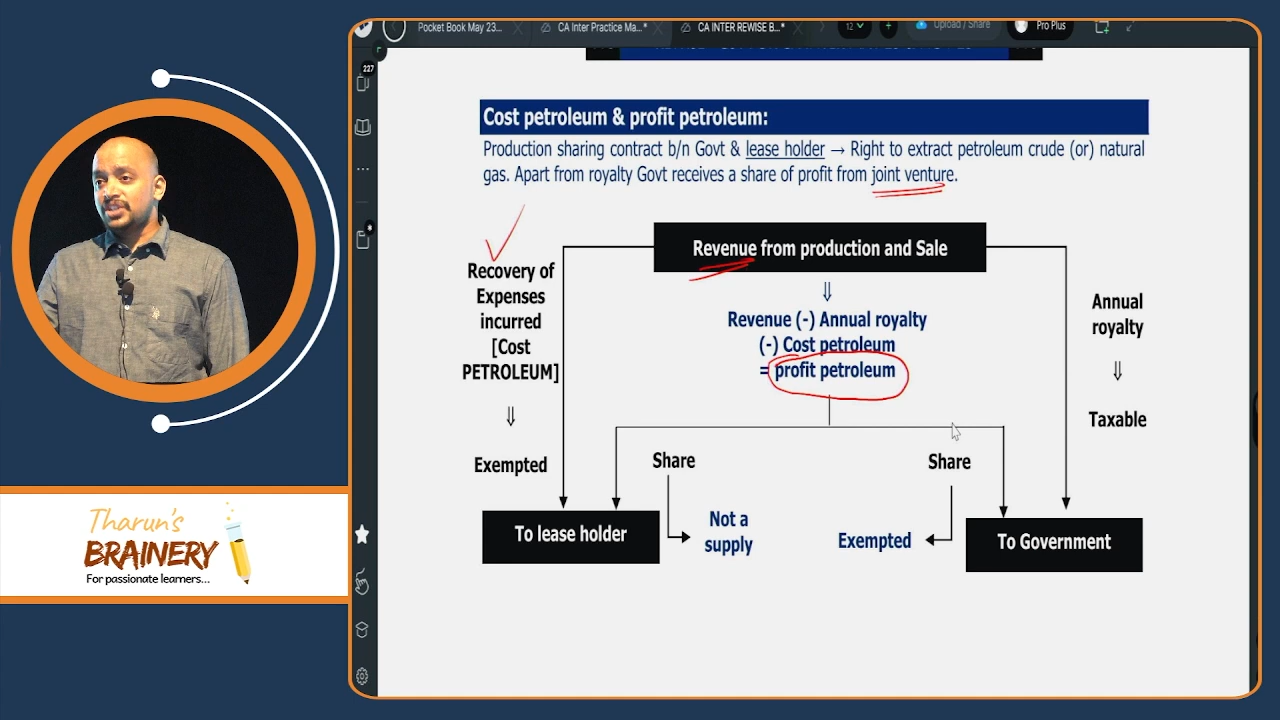 Pocket Book May 23...
CA Inter Practice Ma...*
CA INTER REWISE B...*
12
Upload / Share
Pro Plus
227
Cost petroleum & profit petroleum:
Production sharing contract b/n Govt & lease holder → Right to extract petroleum crude (or) natural
gas. Apart from royalty Govt receives a share of profit from joint venture.
Revenue from production and Sale
Recovery of
Expenses
incurred
[Cost
PETROLEUM]
⇓
Exempted
⇓
Revenue (-) Annual royalty
(-) Cost petroleum
= profit petroleum
Annual
royalty
⇓
Taxable
Share
Share
To lease holder
Not a
supply
Exempted
To Government
Tharun's
BRAINERY
For passionate learners...